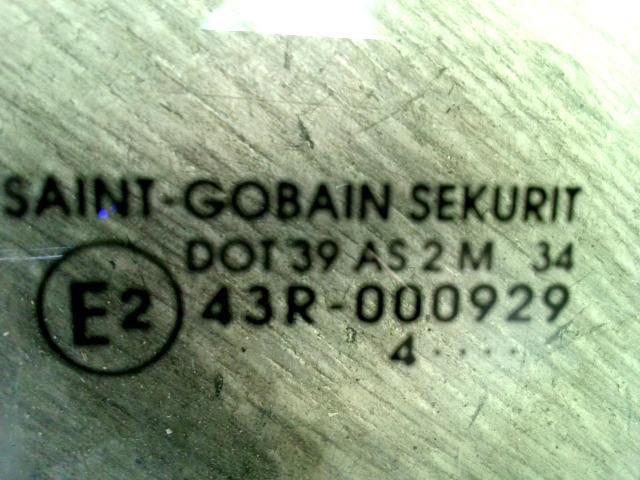 SAINT-GOBAIN SEKURIT
DOT 39 AS 2 M 34
E2 43R-000929
4 ....